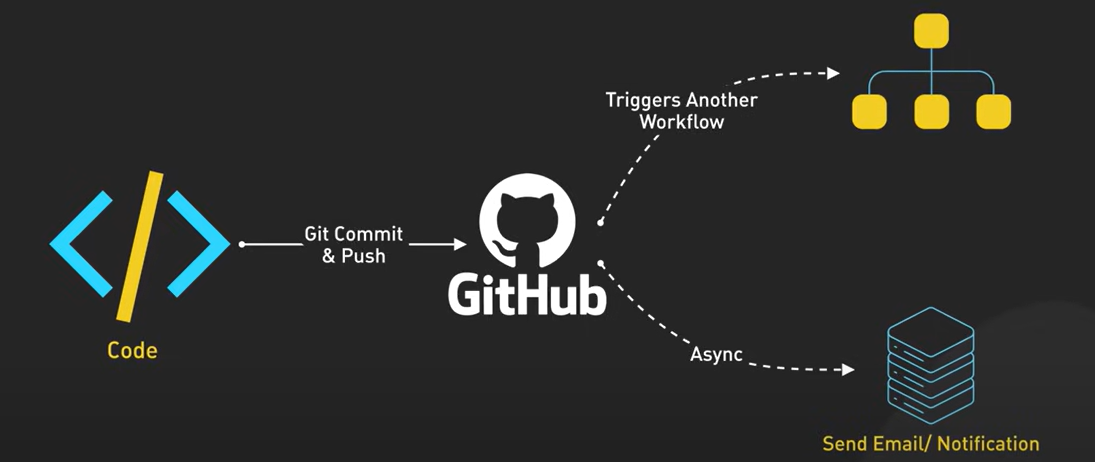 Triggers Another
Workflow
Git Commit
& Push
GitHub
Code
Async
Send Email/ Notification